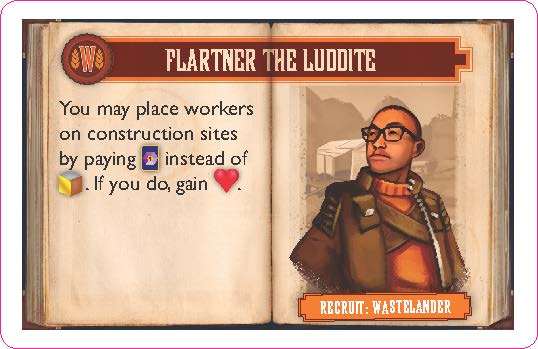 W
FLARTNER THE LUDDITE
You may place workers
on construction sites
by paying instead of
. If you do, gain .
RECRUIT: WASTELANDER